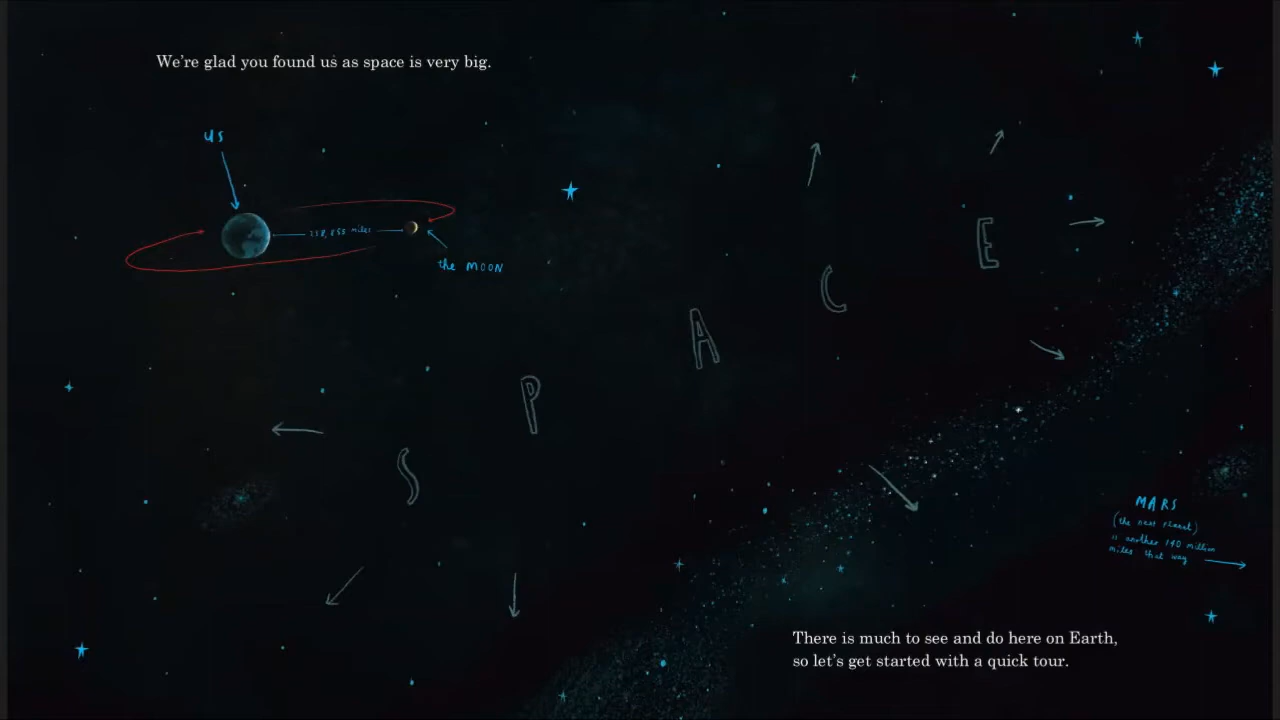 We're glad you found us as space is very big.
us
238,855 miles
the MOON
S P A C E
MARS
(the next planet)
is another 140 million
miles that way
There is much to see and do here on Earth,
so let's get started with a quick tour.